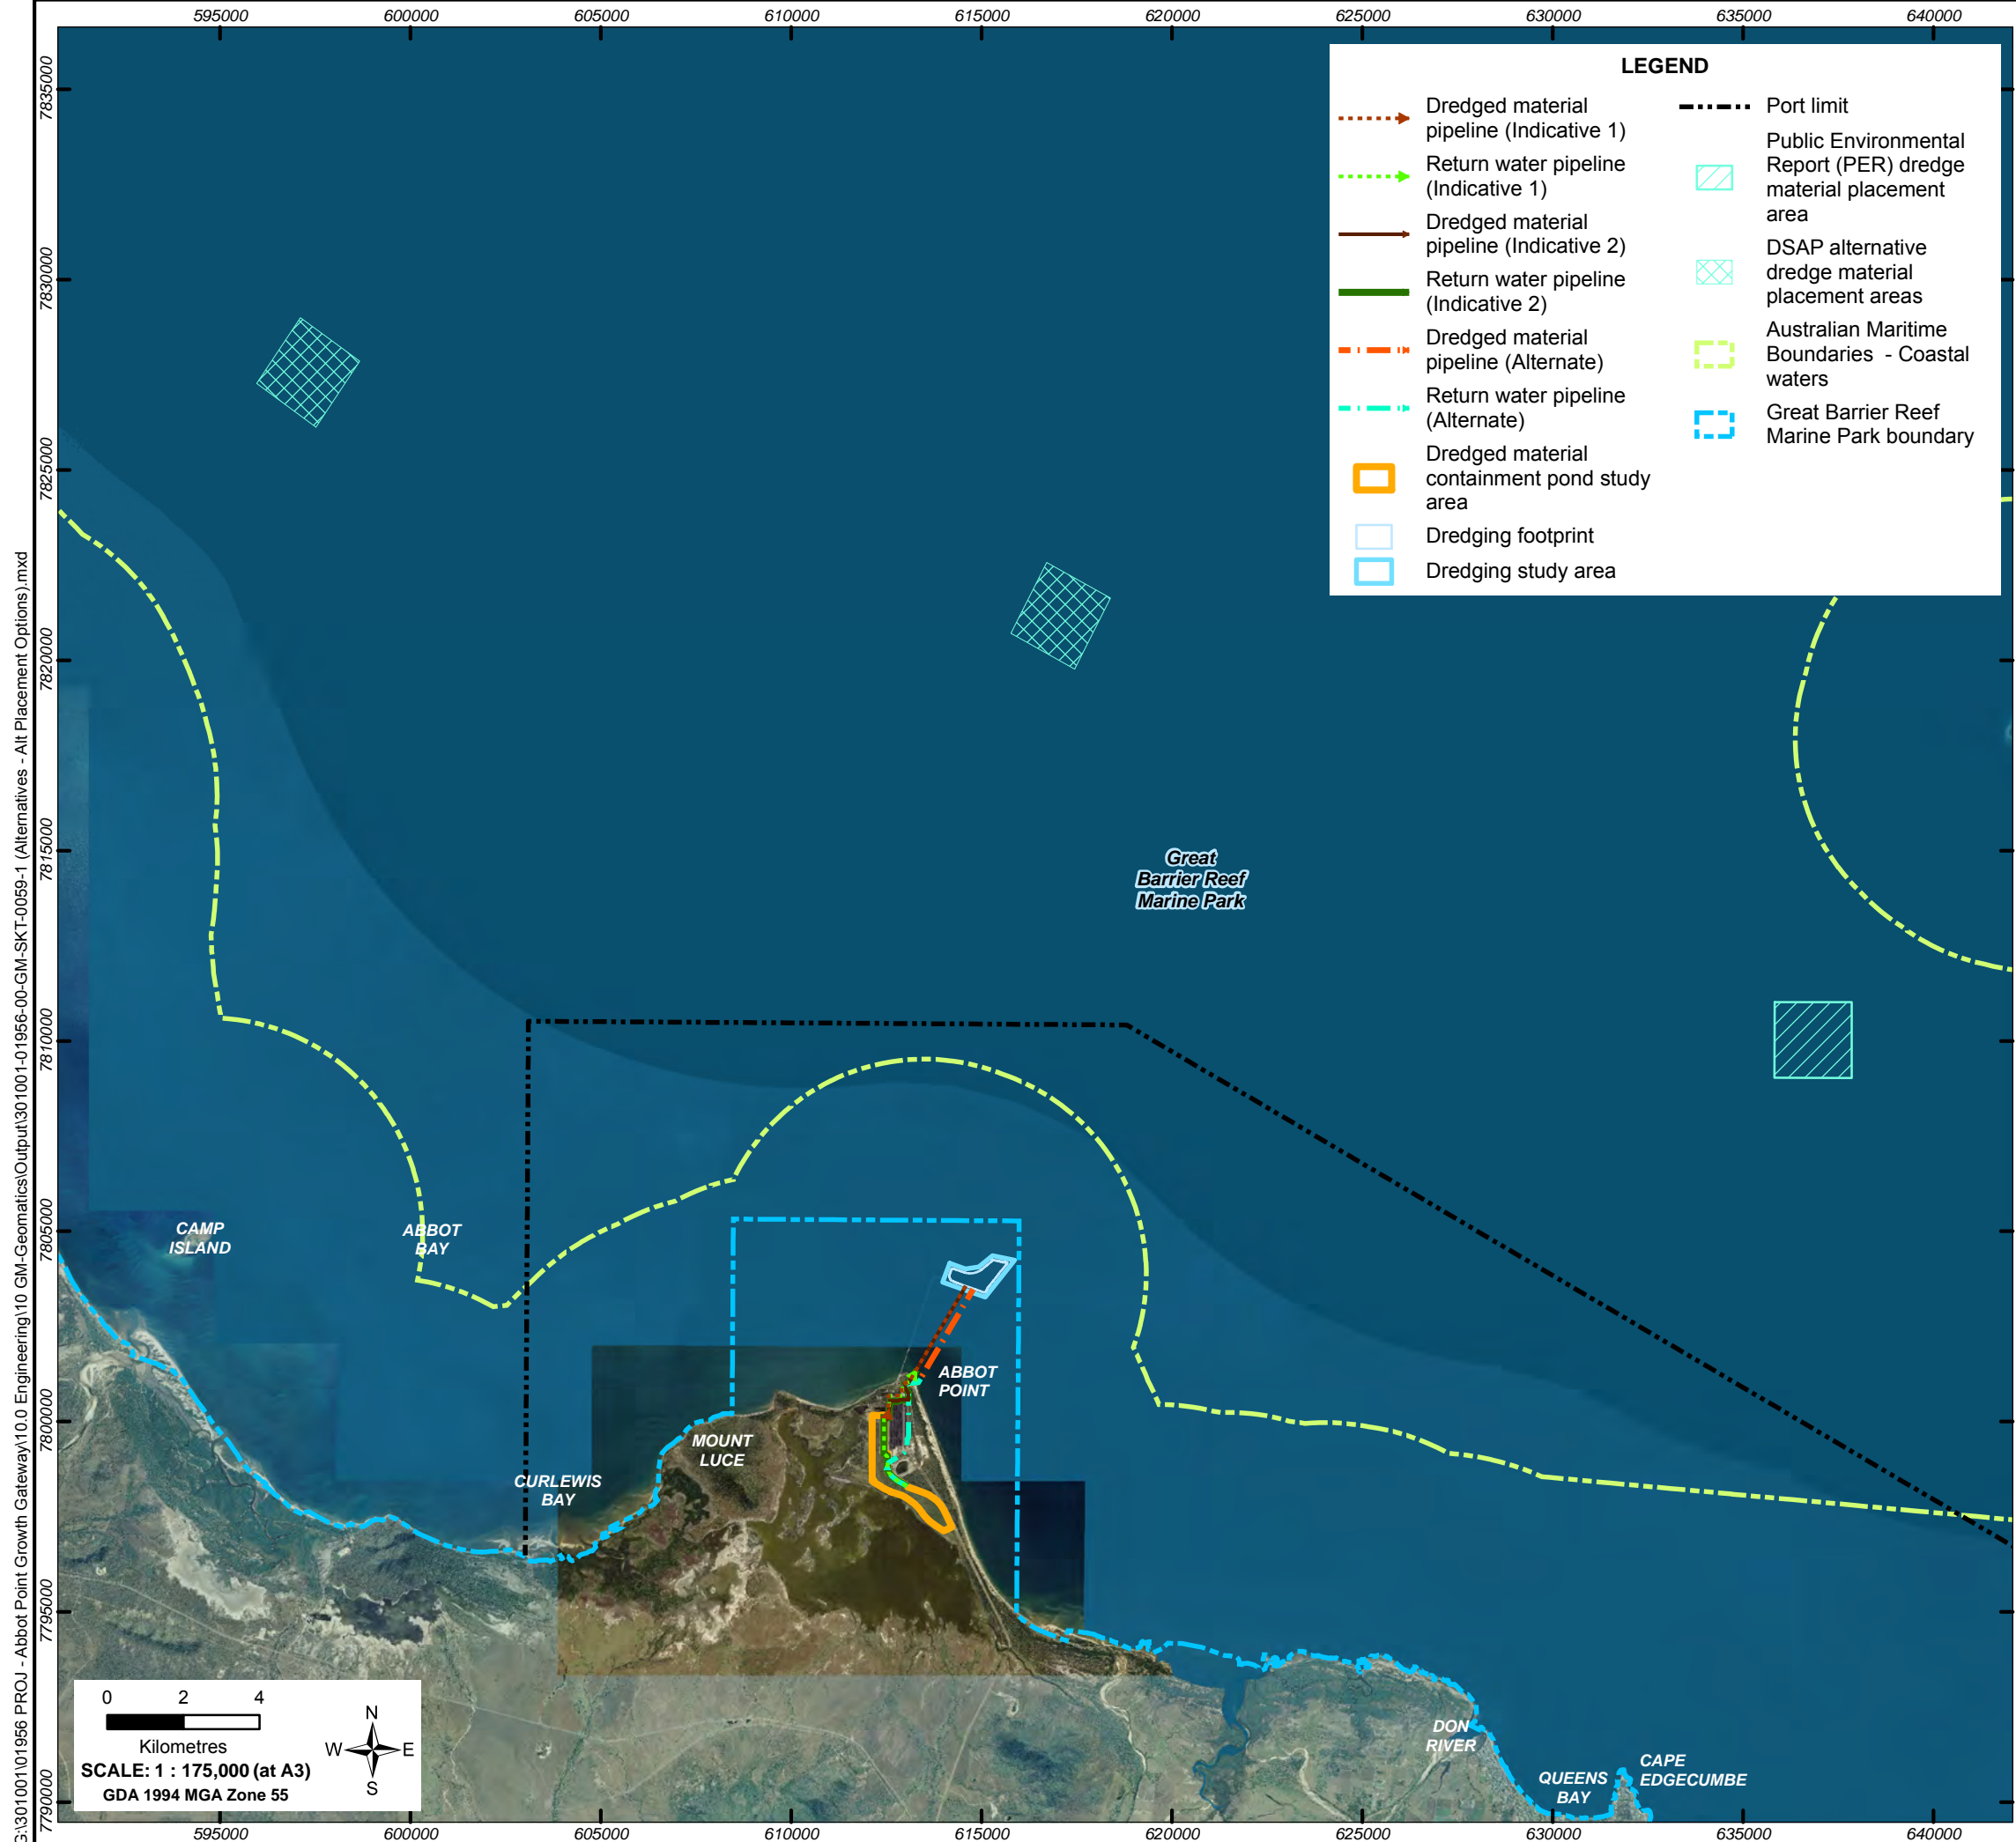 595000 600000 605000 610000 615000 620000 625000 630000 635000 640000
7835000
7830000
7825000
7820000
7815000
7810000
7805000
7800000
7795000
7790000
G:\301001\01956 PROJ - Abbot Point Growth Gateway\10.0 Engineering\10 GM-Geomatics\Output\301001-01956-00-GM-SKT-0059-1 (Alternatives - Alt Placement Options).mxd
LEGEND
Dredged material
pipeline (Indicative 1)
Return water pipeline
(Indicative 1)
Dredged material
pipeline (Indicative 2)
Return water pipeline
(Indicative 2)
Dredged material
pipeline (Alternate)
Return water pipeline
(Alternate)
Dredged material
containment pond study
area
Dredging footprint
Dredging study area
Port limit
Public Environmental
Report (PER) dredge
material placement
area
DSAP alternative
dredge material
placement areas
Australian Maritime
Boundaries - Coastal
waters
Great Barrier Reef
Marine Park boundary
Great
Barrier Reef
Marine Park
CAMP
ISLAND
ABBOT
BAY
ABBOT
POINT
MOUNT
LUCE
CURLEWIS
BAY
DON
RIVER
QUEENS
BAY
CAPE
EDGECUMBE
0 2 4
Kilometres
SCALE: 1 : 175,000 (at A3)
GDA 1994 MGA Zone 55
N
W E
S
595000 600000 605000 610000 615000 620000 625000 630000 635000 640000